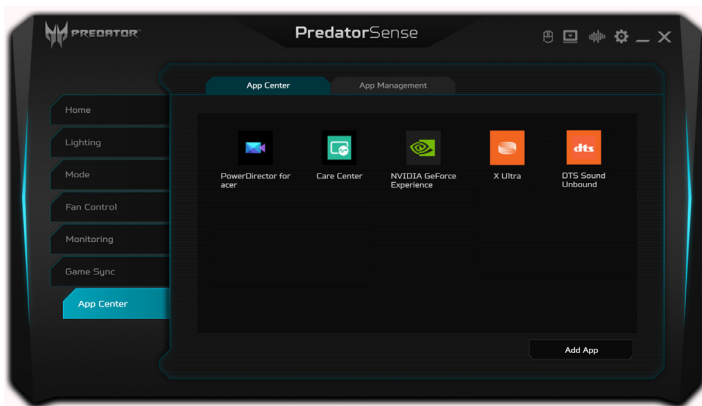 PREDATOR
PredatorSense
App Center
App Management
Home
Lighting
Mode
Fan Control
Monitoring
Game Sync
App Center
PowerDirector for
acer
Care Center
NVIDIA GeForce
Experience
X Ultra
dts
DTS Sound
Unbound
Add App